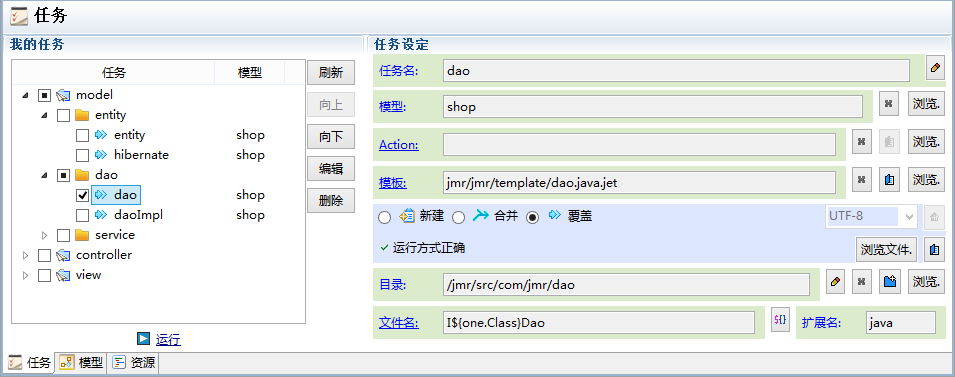 任务
我的任务
任务 模型
model
entity
entity shop
hibernate shop
dao
dao shop
daoImpl shop
service
controller
view
刷新
向上
向下
编辑
删除
运行
任务设定
任务名: dao
模型: shop 浏览.
Action:
模板: jmr/jmr/template/dao.java.jet 浏览.
新建 合并 覆盖 UTF-8
运行方式正确 浏览文件.
目录: /jmr/src/com/jmr/dao 浏览.
文件名: I${one.Class}Dao ${} 扩展名: java
任务 模型 资源